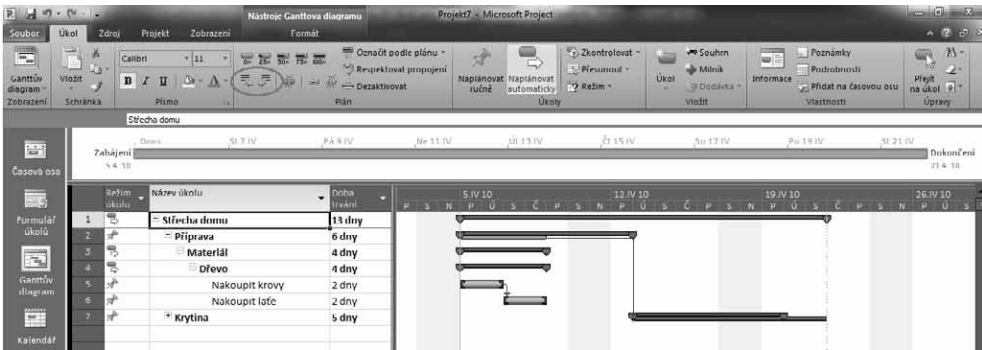 Nástroje Ganttova diagramu Projekt7 - Microsoft Project
Soubor Úkol Zdroj Projekt Zobrazení Formát
Ganttův diagram Vložit Calibri 11 0% 25% 50% 75% 100% Označit podle plánu Naplánovat ručně Naplánovat automaticky Zkontrolovat Úkol Souhrn Informace Poznámky Přejít na úkol
Respektovat propojení Přesunout Milník Podrobnosti
B I U A Dezaktivovat Režim Dodávka Přidat na časovou osu
Zobrazení Schránka Písmo Plán Úkoly Vložit Vlastnosti Úpravy
Střecha domu
Časová osa
Dnes St 7.IV Pá 9.IV Ne 11.IV Út 13.IV Čt 15.IV So 17.IV Po 19.IV St 21.IV
Zahájení Dokončení
Formulář úkolů
Ganttův diagram
Kalendář
Režim úkolu Název úkolu Doba trvání 5.IV 10 12.IV 10 19.IV 10 26.IV 10
P S N P Ú S Č P S N P Ú S Č P S N P Ú S Č P S N P Ú S
1 Střecha domu 13 dny
2 Příprava 6 dny
3 Materiál 4 dny
4 Dřevo 4 dny
5 Nakoupit krovy 2 dny
6 Nakoupit latě 2 dny
7 Krytina 5 dny